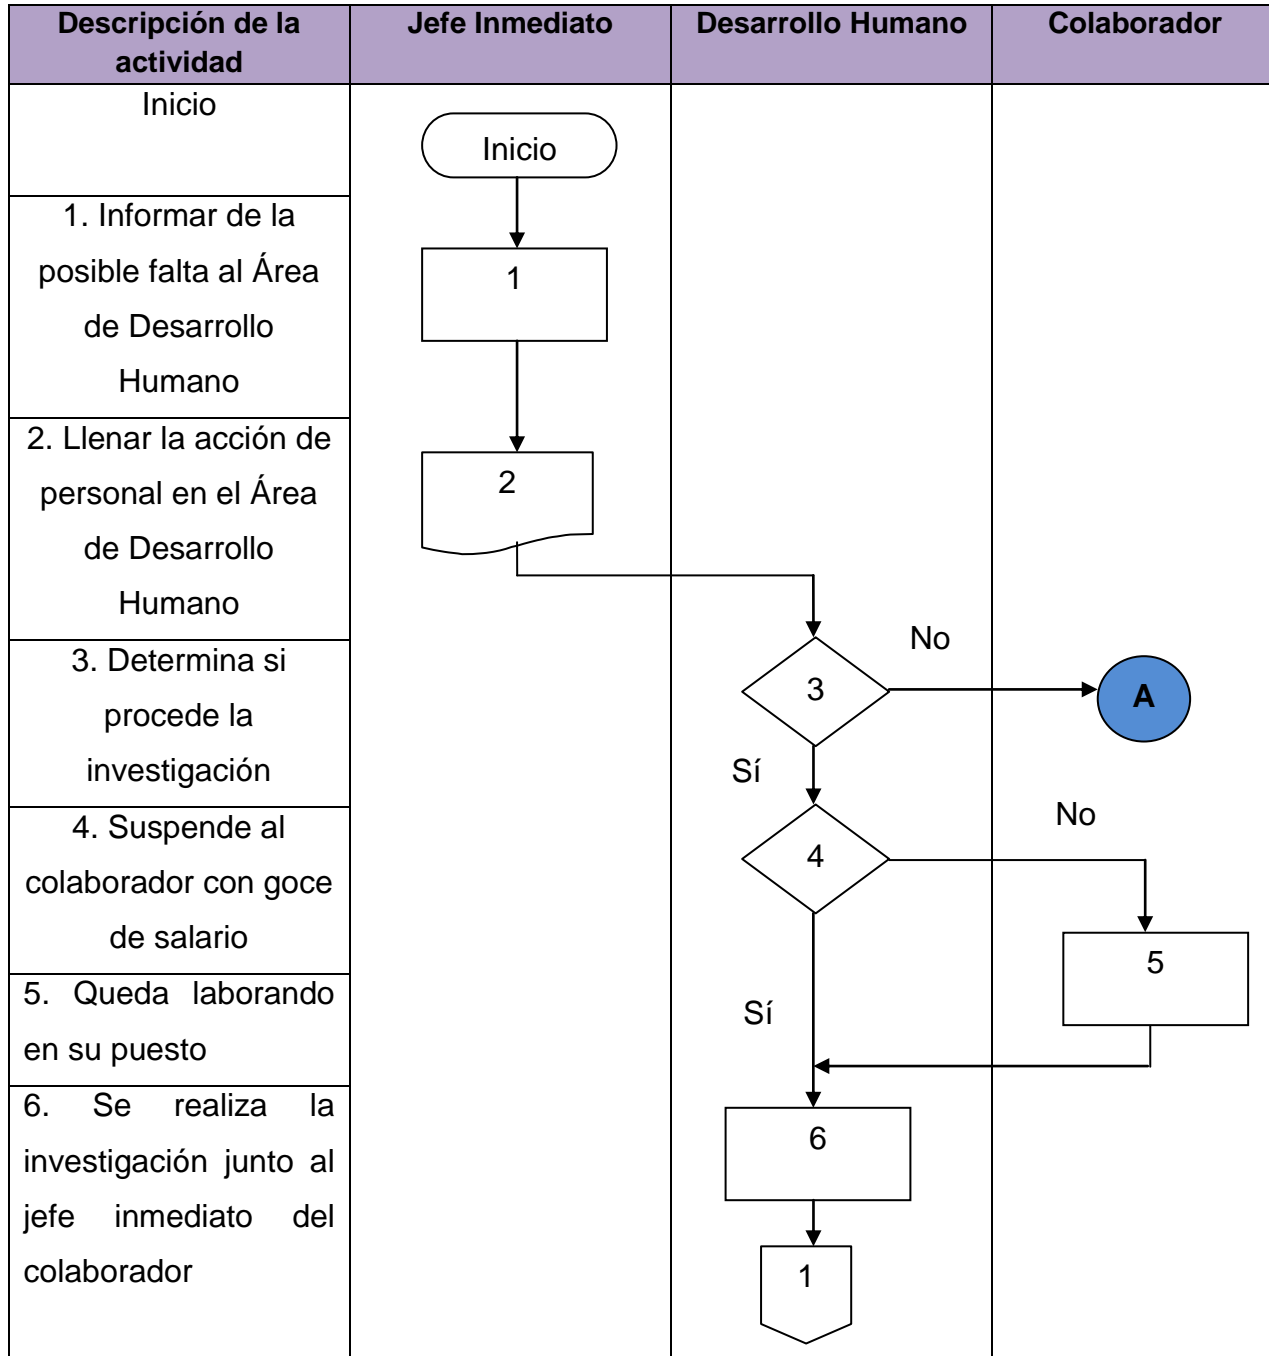 Descripción de la
actividad
Jefe Inmediato
Desarrollo Humano
Colaborador
Inicio
Inicio
1. Informar de la
posible falta al Área
de Desarrollo
Humano
1
2. Llenar la acción de
personal en el Área
de Desarrollo
Humano
2
3. Determina si
procede la
investigación
3
No
A
Sí
4. Suspende al
colaborador con goce
de salario
4
No
5. Queda laborando
en su puesto
5
Sí
6. Se realiza la
investigación junto al
jefe inmediato del
colaborador
6
1